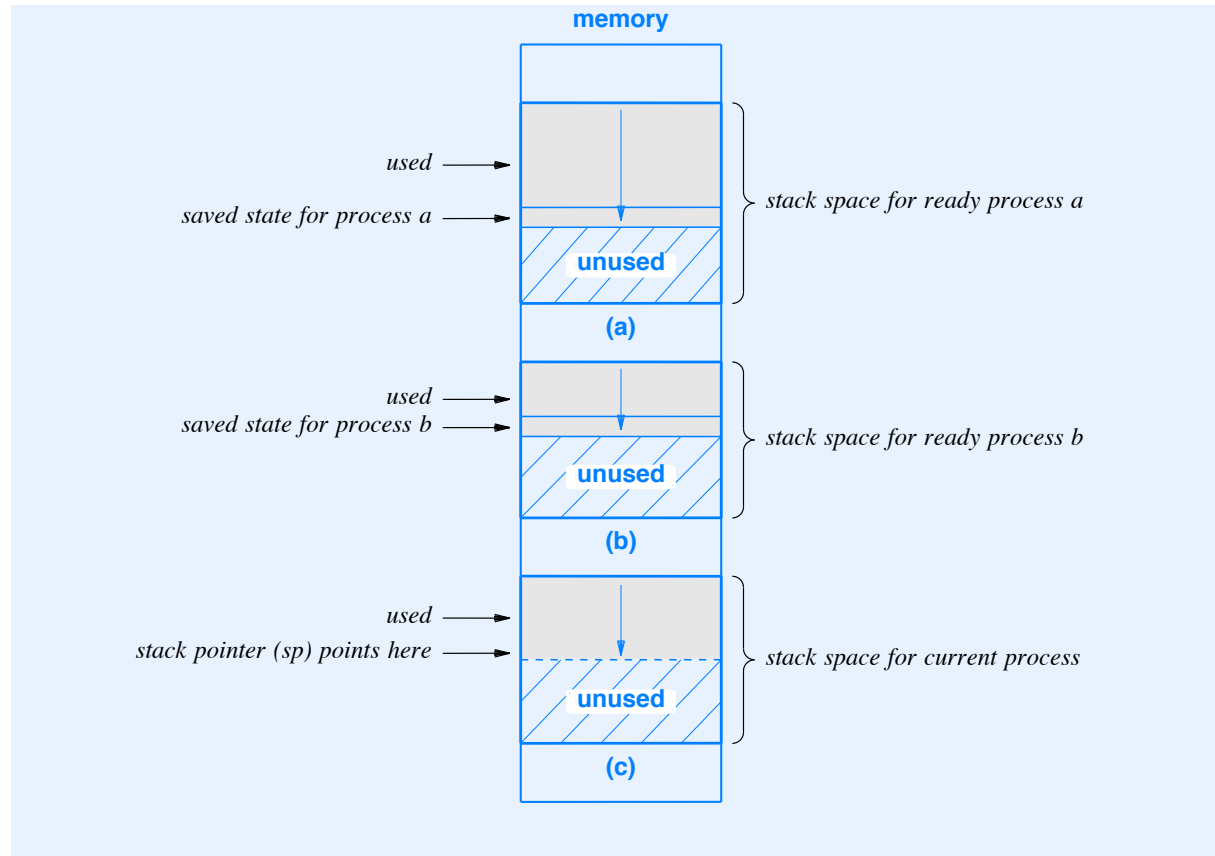 memory
used
saved state for process a
stack space for ready process a
unused
(a)
used
saved state for process b
stack space for ready process b
unused
(b)
used
stack pointer (sp) points here
stack space for current process
unused
(c)